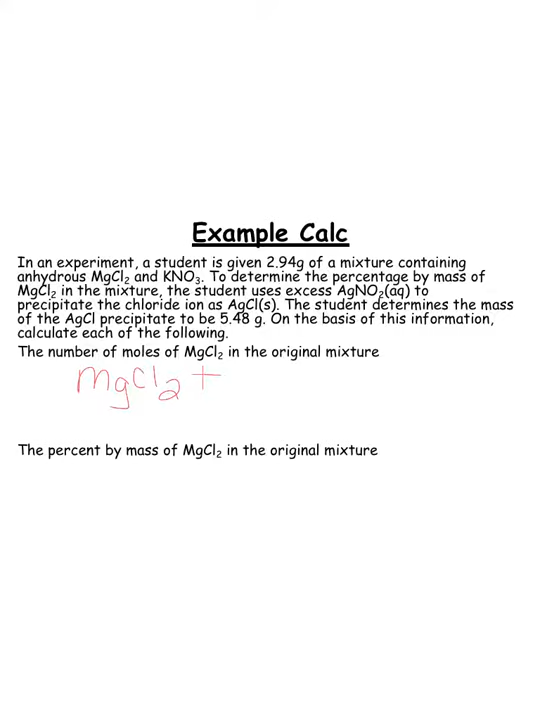 Example Calc
In an experiment, a student is given 2.94g of a mixture containing
anhydrous MgCl₂ and KNO₃. To determine the percentage by mass of
MgCl₂ in the mixture, the student uses excess AgNO₂(aq) to
precipitate the chloride ion as AgCl(s). The student determines the mass
of the AgCl precipitate to be 5.48 g. On the basis of this information,
calculate each of the following.
The number of moles of MgCl₂ in the original mixture
MgCl₂ +
The percent by mass of MgCl₂ in the original mixture